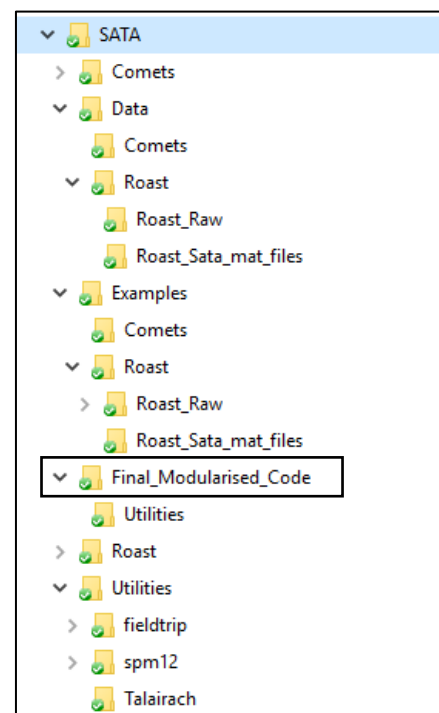 SATA
Comets
Data
Comets
Roast
Roast_Raw
Roast_Sata_mat_files
Examples
Comets
Roast
Roast_Raw
Roast_Sata_mat_files
Final_Modularised_Code
Utilities
Roast
Utilities
fieldtrip
spm12
Talairach